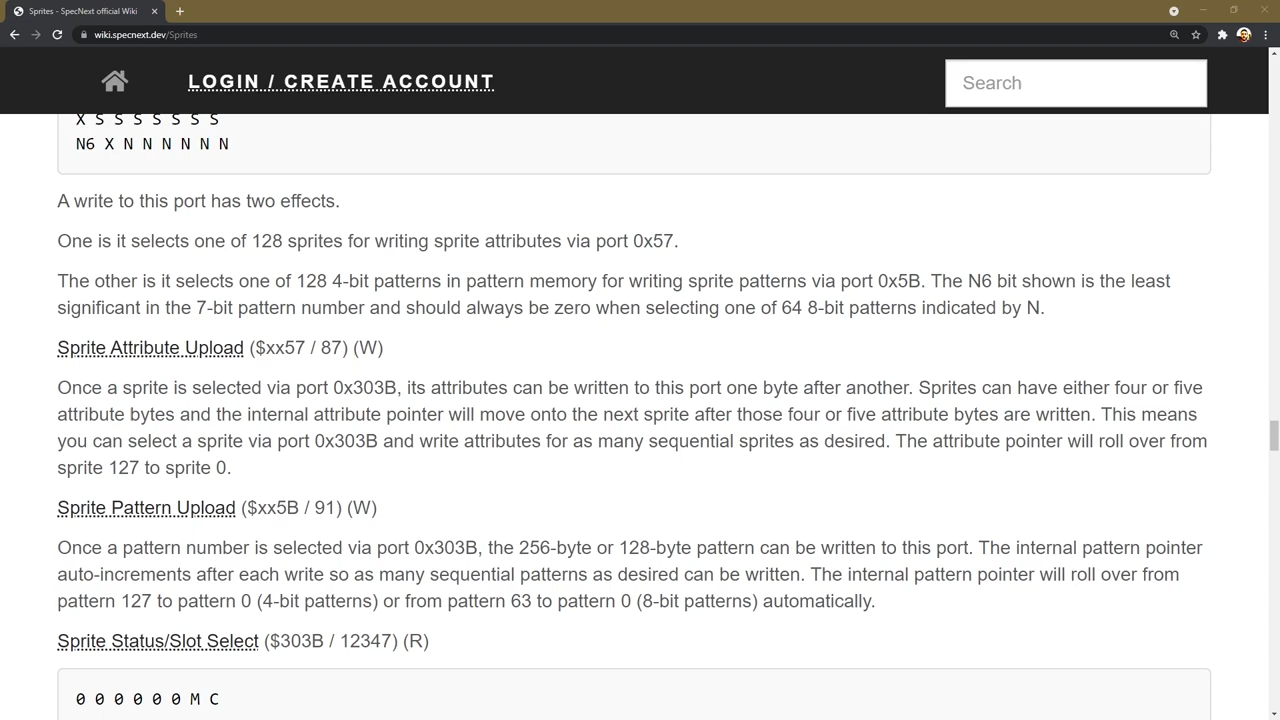 Sprites - SpecNext official Wiki
wiki.specnext.dev/Sprites
LOGIN / CREATE ACCOUNT
Search
X S S S S S S S
N6 X N N N N N N
A write to this port has two effects.
One is it selects one of 128 sprites for writing sprite attributes via port 0x57.
The other is it selects one of 128 4-bit patterns in pattern memory for writing sprite patterns via port 0x5B. The N6 bit shown is the least
significant in the 7-bit pattern number and should always be zero when selecting one of 64 8-bit patterns indicated by N.
Sprite Attribute Upload ($xx57 / 87) (W)
Once a sprite is selected via port 0x303B, its attributes can be written to this port one byte after another. Sprites can have either four or five
attribute bytes and the internal attribute pointer will move onto the next sprite after those four or five attribute bytes are written. This means
you can select a sprite via port 0x303B and write attributes for as many sequential sprites as desired. The attribute pointer will roll over from
sprite 127 to sprite 0.
Sprite Pattern Upload ($xx5B / 91) (W)
Once a pattern number is selected via port 0x303B, the 256-byte or 128-byte pattern can be written to this port. The internal pattern pointer
auto-increments after each write so as many sequential patterns as desired can be written. The internal pattern pointer will roll over from
pattern 127 to pattern 0 (4-bit patterns) or from pattern 63 to pattern 0 (8-bit patterns) automatically.
Sprite Status/Slot Select ($303B / 12347) (R)
0 0 0 0 0 0 M C